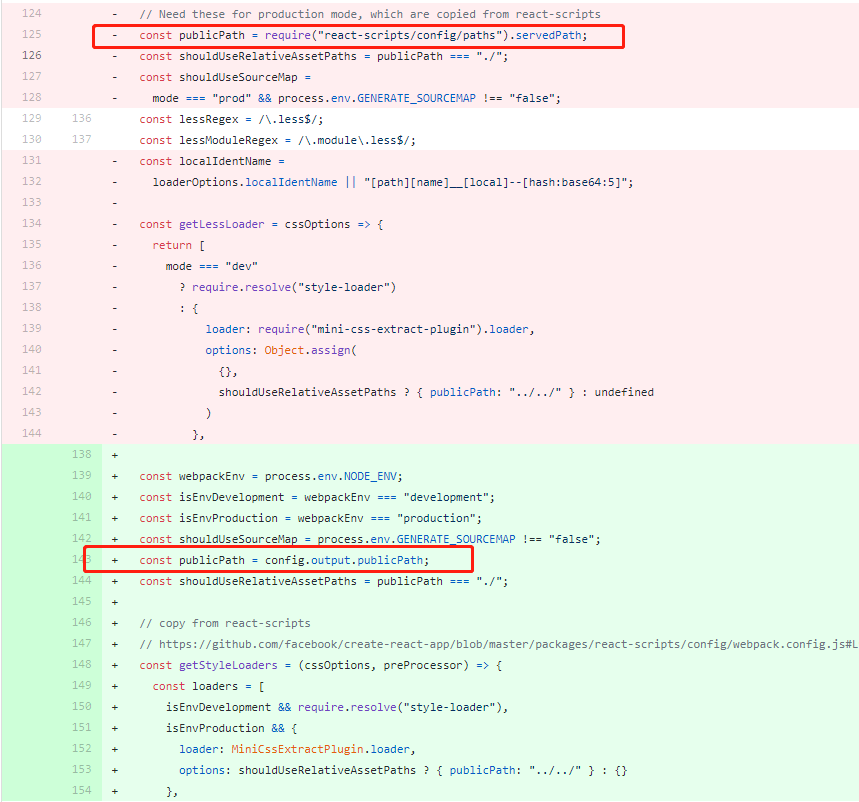 124 - // Need these for production mode, which are copied from react-scripts
125 - const publicPath = require("react-scripts/config/paths").servedPath;
126 - const shouldUseRelativeAssetPaths = publicPath === "./";
127 - const shouldUseSourceMap =
128 - mode === "prod" && process.env.GENERATE_SOURCEMAP !== "false";
129 136 const lessRegex = /\.less$/;
130 137 const lessModuleRegex = /\.module\.less$/;
131 - const localIdentName =
132 - loaderOptions.localIdentName || "[path][name]__[local]--[hash:base64:5]";
133 -
134 - const getLessLoader = cssOptions => {
135 - return [
136 - mode === "dev"
137 - ? require.resolve("style-loader")
138 - : {
139 - loader: require("mini-css-extract-plugin").loader,
140 - options: Object.assign(
141 - {},
142 - shouldUseRelativeAssetPaths ? { publicPath: "../../" } : undefined
143 - )
144 - },
138 +
139 + const webpackEnv = process.env.NODE_ENV;
140 + const isEnvDevelopment = webpackEnv === "development";
141 + const isEnvProduction = webpackEnv === "production";
142 + const shouldUseSourceMap = process.env.GENERATE_SOURCEMAP !== "false";
143 + const publicPath = config.output.publicPath;
144 + const shouldUseRelativeAssetPaths = publicPath === "./";
145 +
146 + // copy from react-scripts
147 + // https://github.com/facebook/create-react-app/blob/master/packages/react-scripts/config/webpack.config.js#L
148 + const getStyleLoaders = (cssOptions, preProcessor) => {
149 + const loaders = [
150 + isEnvDevelopment && require.resolve("style-loader"),
151 + isEnvProduction && {
152 + loader: MiniCssExtractPlugin.loader,
153 + options: shouldUseRelativeAssetPaths ? { publicPath: "../../" } : {}
154 + },